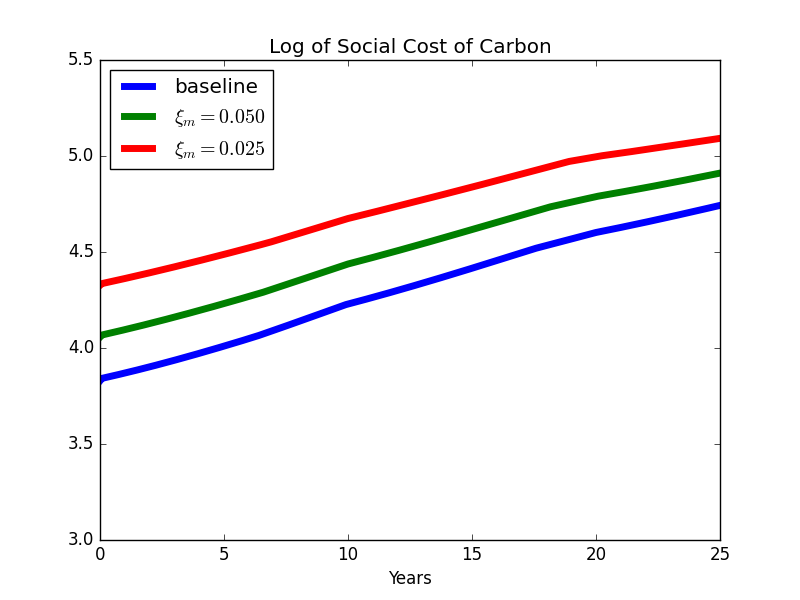 Log of Social Cost of Carbon
5.5
5.0
4.5
4.0
3.5
3.0
baseline
ξm = 0.050
ξm = 0.025
0 5 10 15 20 25
Years